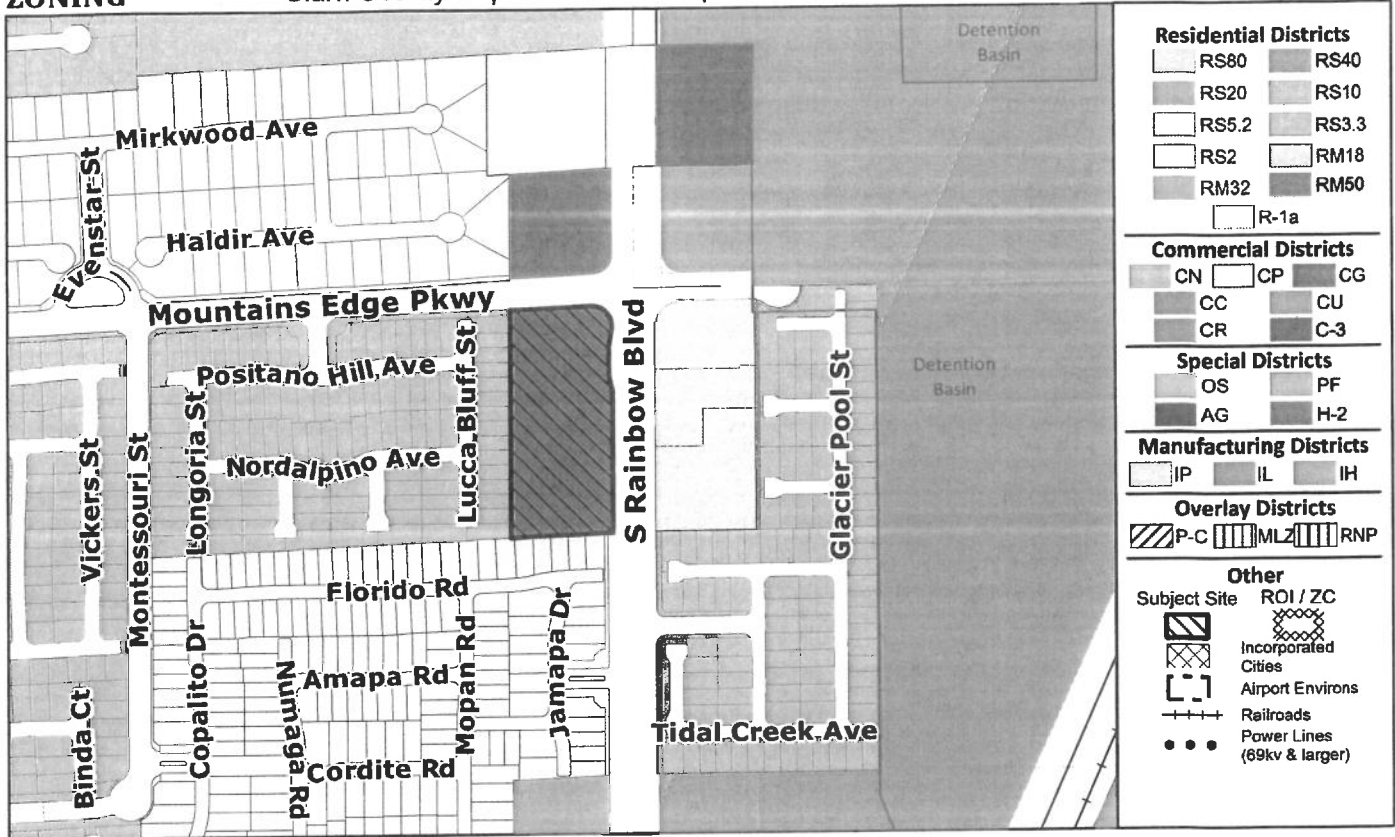 ZONING
Detention
Basin
Mirkwood Ave
Evenstar St
Haldir Ave
Mountains Edge Pkwy
Positano Hill Ave
Lucca Bluff St
S Rainbow Blvd
Detention
Basin
Glacier Pool St
Vickers St
Montessouri St
Longoria St
Nordalpino Ave
Florido Rd
Jamapa Dr
Copalito Dr
Numaga Rd
Amapa Rd
Mopan Rd
Binda Ct
Cordite Rd
Tidal Creek Ave
Residential Districts
RS80 RS40
RS20 RS10
RS5.2 RS3.3
RS2 RM18
RM32 RM50
R-1a
Commercial Districts
CN CP CG
CC CU
CR C-3
Special Districts
OS PF
AG H-2
Manufacturing Districts
IP IL IH
Overlay Districts
P-C MLZ RNP
Other
Subject Site ROI / ZC
Incorporated
Cities
Airport Environs
Railroads
Power Lines
(69kv & larger)